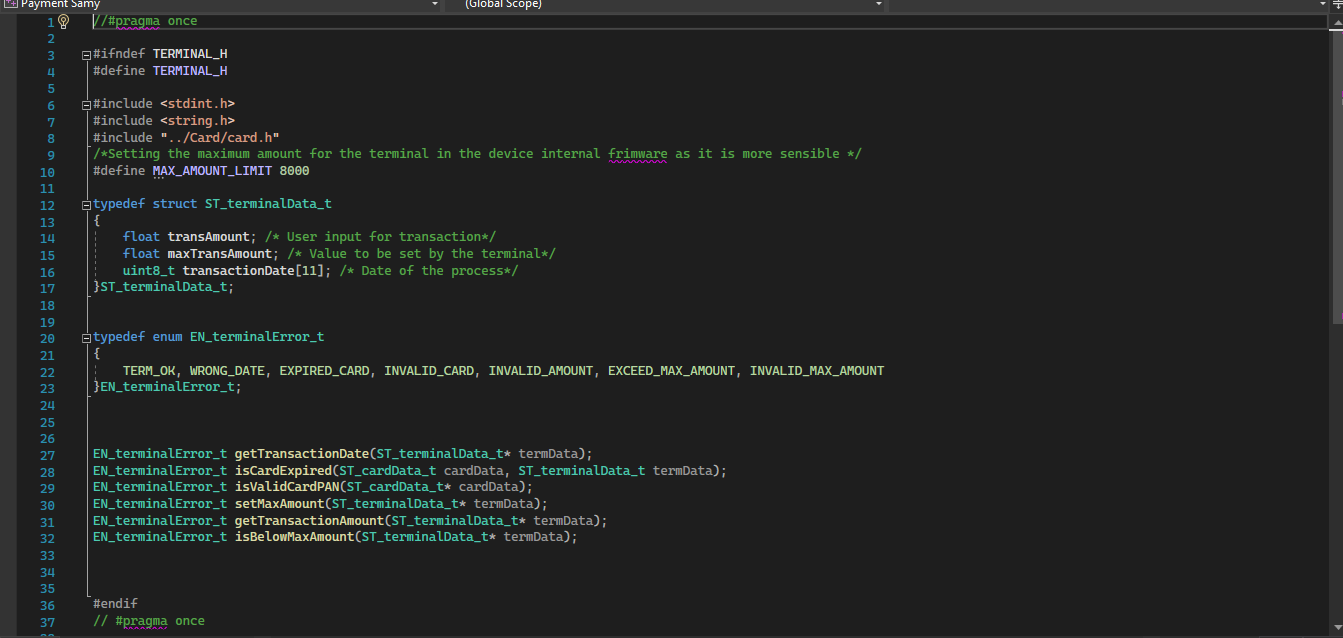 Payment Samy (Global Scope)
1 //#pragma once
2
3 #ifndef TERMINAL_H
4 #define TERMINAL_H
5
6 #include <stdint.h>
7 #include <string.h>
8 #include "../Card/card.h"
9 /*Setting the maximum amount for the terminal in the device internal frimware as it is more sensible */
10 #define MAX_AMOUNT_LIMIT 8000
11
12 typedef struct ST_terminalData_t
13 {
14 float transAmount; /* User input for transaction*/
15 float maxTransAmount; /* Value to be set by the terminal*/
16 uint8_t transactionDate[11]; /* Date of the process*/
17 }ST_terminalData_t;
18
19
20 typedef enum EN_terminalError_t
21 {
22 TERM_OK, WRONG_DATE, EXPIRED_CARD, INVALID_CARD, INVALID_AMOUNT, EXCEED_MAX_AMOUNT, INVALID_MAX_AMOUNT
23 }EN_terminalError_t;
24
25
26
27 EN_terminalError_t getTransactionDate(ST_terminalData_t* termData);
28 EN_terminalError_t isCardExpired(ST_cardData_t cardData, ST_terminalData_t termData);
29 EN_terminalError_t isValidCardPAN(ST_cardData_t* cardData);
30 EN_terminalError_t setMaxAmount(ST_terminalData_t* termData);
31 EN_terminalError_t getTransactionAmount(ST_terminalData_t* termData);
32 EN_terminalError_t isBelowMaxAmount(ST_terminalData_t* termData);
33
34
35
36 #endif
37 // #pragma once